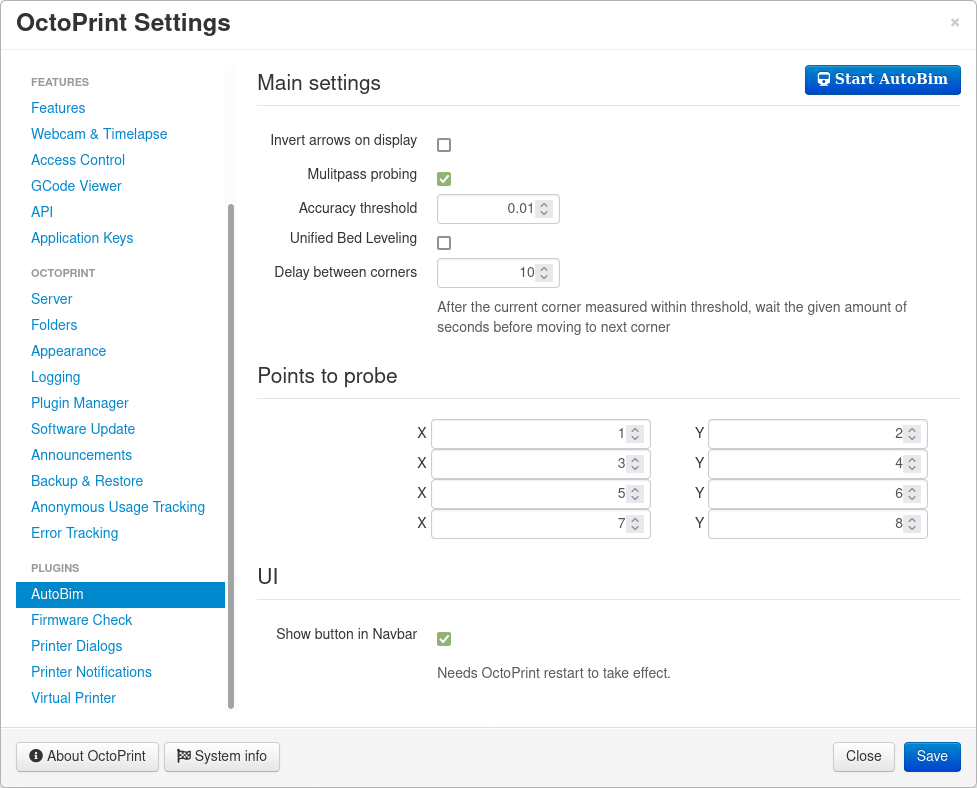 OctoPrint Settings
×
FEATURES
Features
Webcam & Timelapse
Access Control
GCode Viewer
API
Application Keys
OCTOPRINT
Server
Folders
Appearance
Logging
Plugin Manager
Software Update
Announcements
Backup & Restore
Anonymous Usage Tracking
Error Tracking
PLUGINS
AutoBim
Firmware Check
Printer Dialogs
Printer Notifications
Virtual Printer
Main settings
Start AutoBim
Invert arrows on display
Mulitpass probing
Accuracy threshold 0.01
Unified Bed Leveling
Delay between corners 10
After the current corner measured within threshold, wait the given amount of
seconds before moving to next corner
Points to probe
X 1 Y 2
X 3 Y 4
X 5 Y 6
X 7 Y 8
UI
Show button in Navbar
Needs OctoPrint restart to take effect.
About OctoPrint System info Close Save